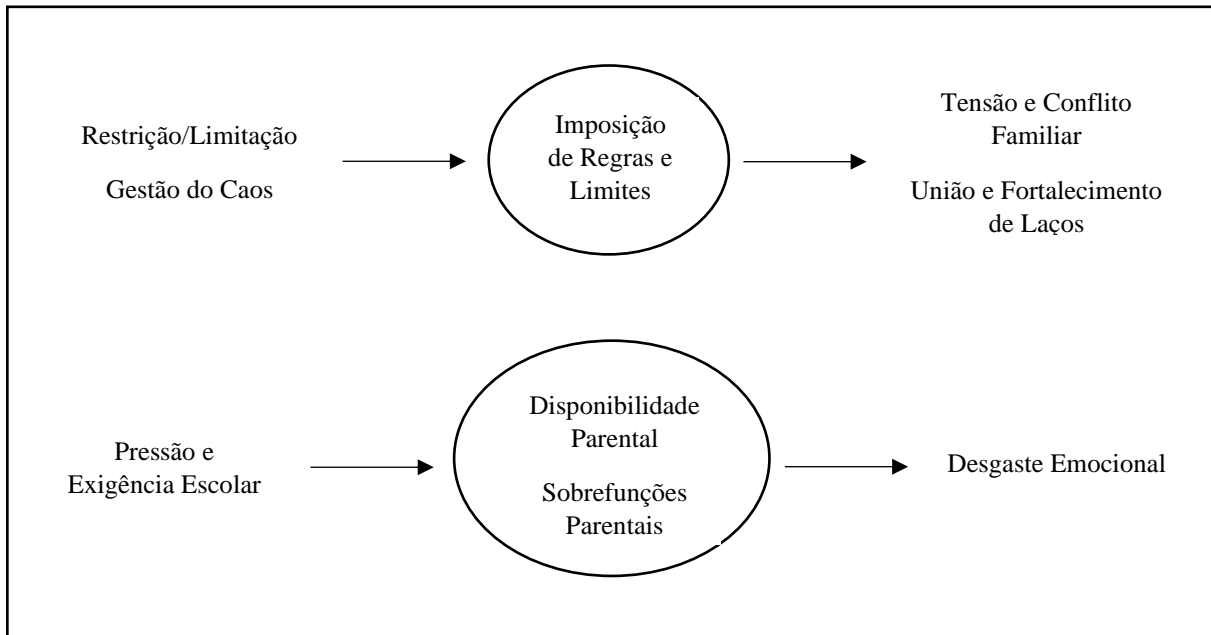 Restrição/Limitação
Gestão do Caos
Imposição
de Regras e
Limites
Tensão e Conflito
Familiar
União e Fortalecimento
de Laços
Pressão e
Exigência Escolar
Disponibilidade
Parental
Sobrefunções
Parentais
Desgaste Emocional